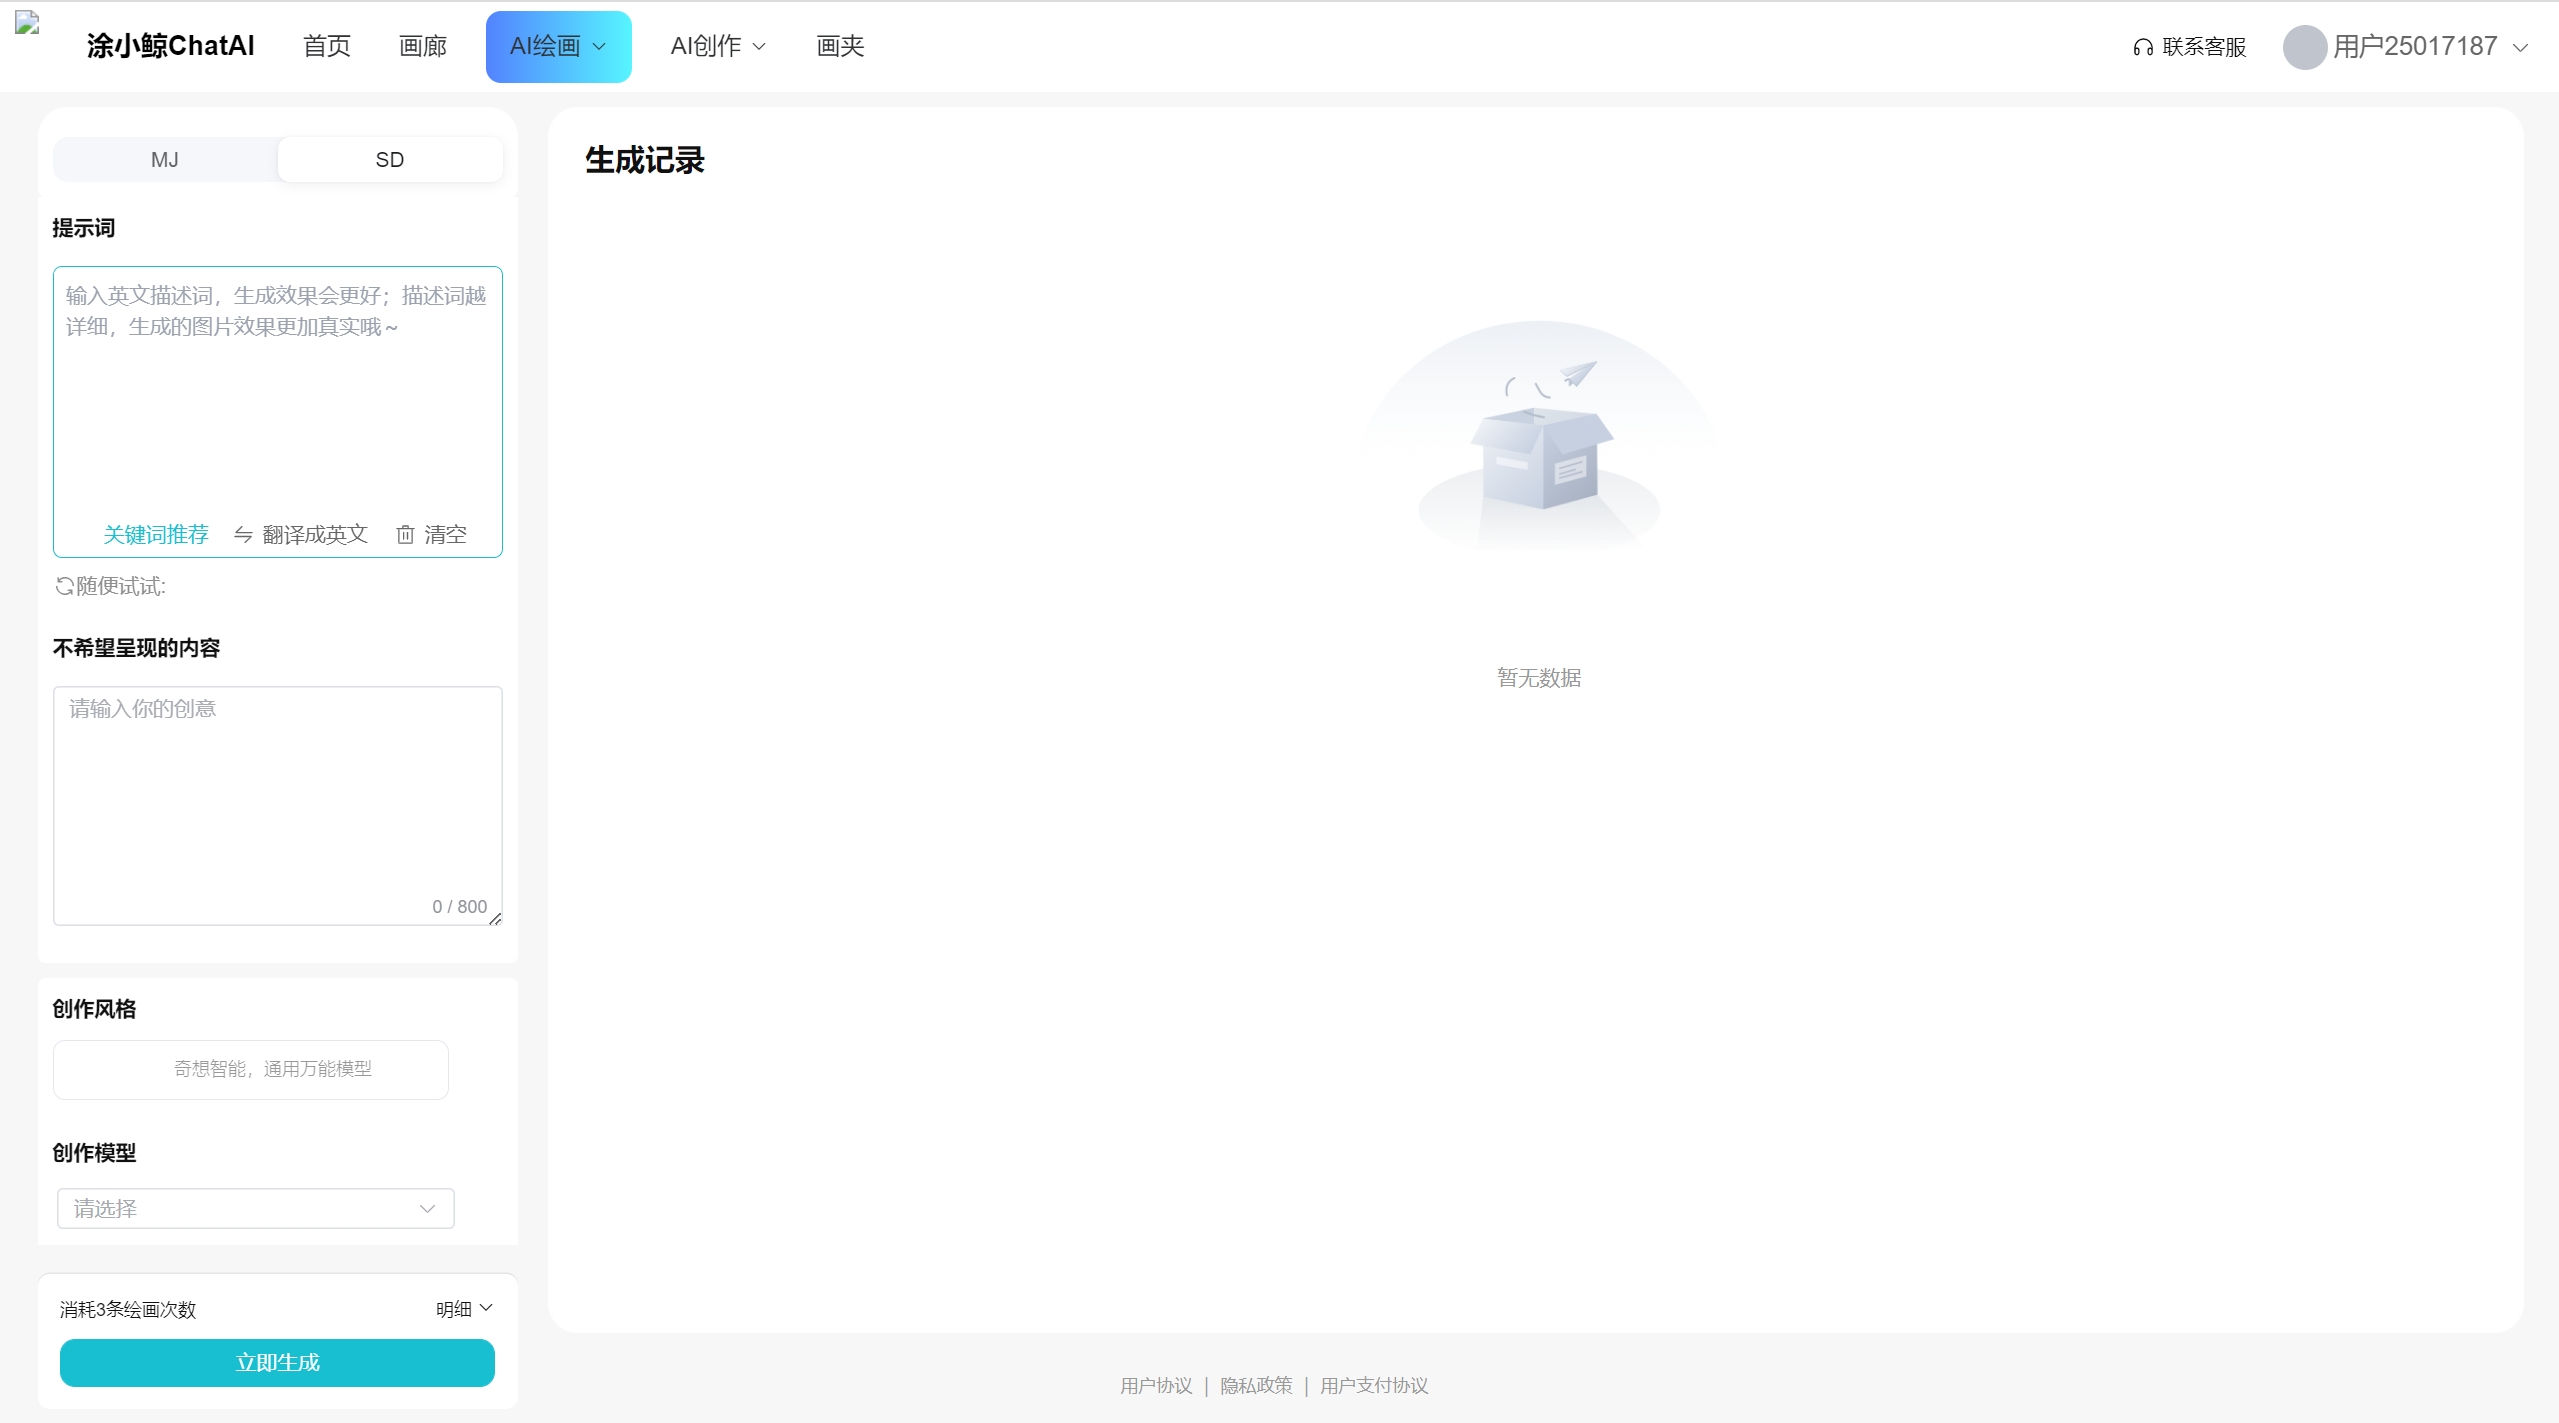 涂小鲸ChatAI
首页
画廊
AI绘画
AI创作
画夹
联系客服
用户25017187
MJ
SD
提示词
输入英文描述词，生成效果会更好；描述词越
详细，生成的图片效果更加真实哦～
关键词推荐
翻译成英文
清空
随便试试:
不希望呈现的内容
请输入你的创意
0 / 800
创作风格
奇想智能，通用万能模型
创作模型
请选择
消耗3条绘画次数
明细
立即生成
生成记录
暂无数据
用户协议 | 隐私政策 | 用户支付协议